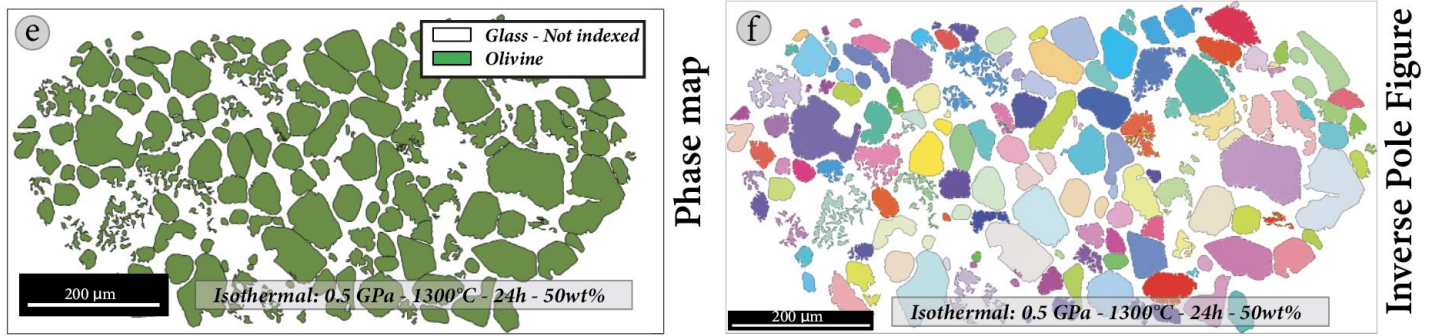 e
Glass - Not indexed
Olivine
200 µm
Isothermal: 0.5 GPa - 1300°C - 24h - 50wt%
Phase map
f
200 µm
Isothermal: 0.5 GPa - 1300°C - 24h - 50wt%
Inverse Pole Figure